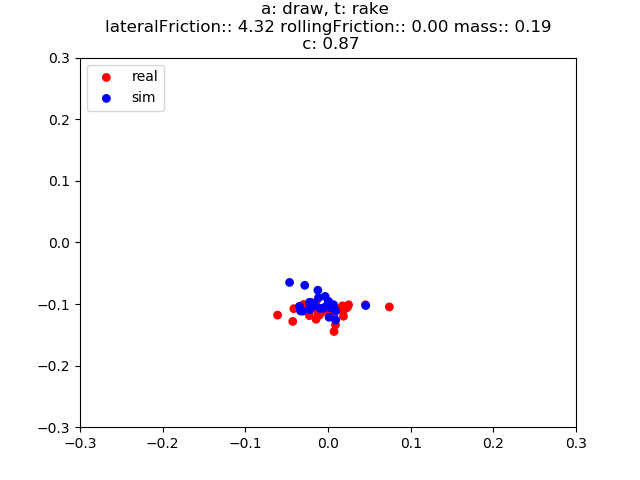 a: draw, t: rake
lateralFriction:: 4.32 rollingFriction:: 0.00 mass:: 0.19
c: 0.87
0.3
real
sim
0.2
0.1
0.0
−0.1
−0.2
−0.3
−0.3 −0.2 −0.1 0.0 0.1 0.2 0.3